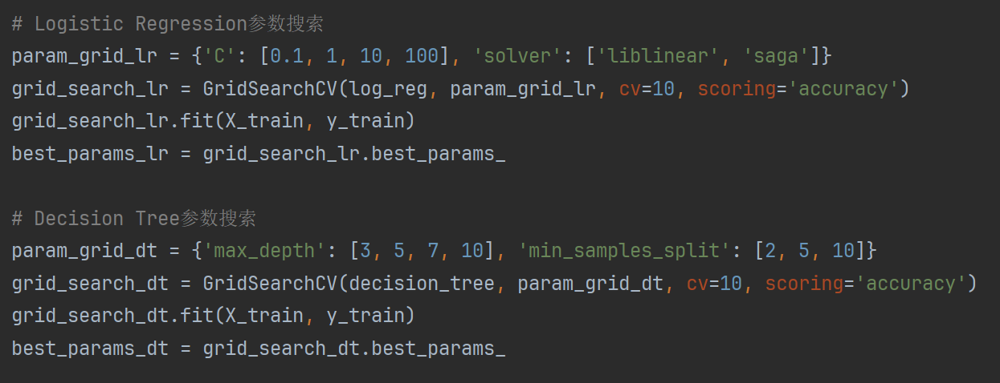 # Logistic Regression参数搜索
param_grid_lr = {'C': [0.1, 1, 10, 100], 'solver': ['liblinear', 'saga']}
grid_search_lr = GridSearchCV(log_reg, param_grid_lr, cv=10, scoring='accuracy')
grid_search_lr.fit(X_train, y_train)
best_params_lr = grid_search_lr.best_params_
# Decision Tree参数搜索
param_grid_dt = {'max_depth': [3, 5, 7, 10], 'min_samples_split': [2, 5, 10]}
grid_search_dt = GridSearchCV(decision_tree, param_grid_dt, cv=10, scoring='accuracy')
grid_search_dt.fit(X_train, y_train)
best_params_dt = grid_search_dt.best_params_